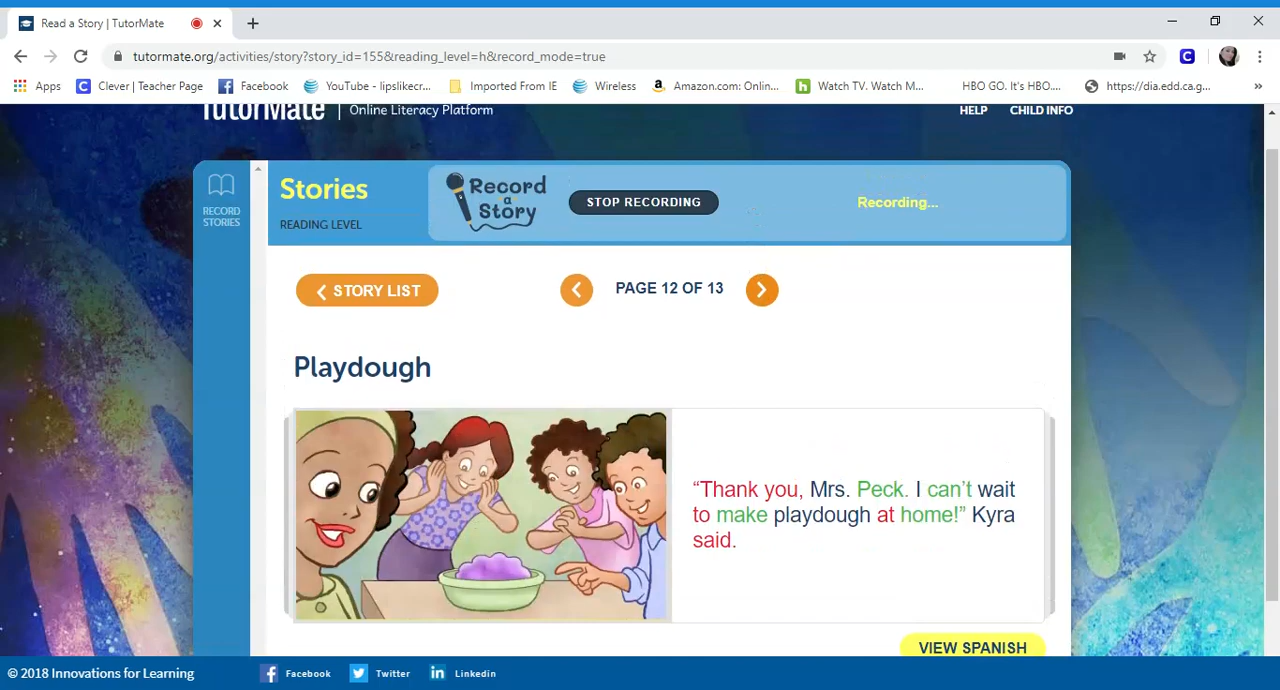 Read a Story | TutorMate
tutormate.org/activities/story?story_id=155&reading_level=h&record_mode=true
Apps Clever | Teacher Page Facebook YouTube - lipslikecr... Imported From IE Wireless Amazon.com: Onlin... Watch TV. Watch M... HBO GO. It's HBO.... https://dia.edd.ca.g... »
TutorMate | Online Literacy Platform HELP CHILD INFO
RECORD
STORIES
Stories
READING LEVEL
Record
a
Story
STOP RECORDING
Recording...
STORY LIST
PAGE 12 OF 13
Playdough
“Thank you, Mrs. Peck. I can’t wait
to make playdough at home!” Kyra
said.
VIEW SPANISH
© 2018 Innovations for Learning Facebook Twitter Linkedin